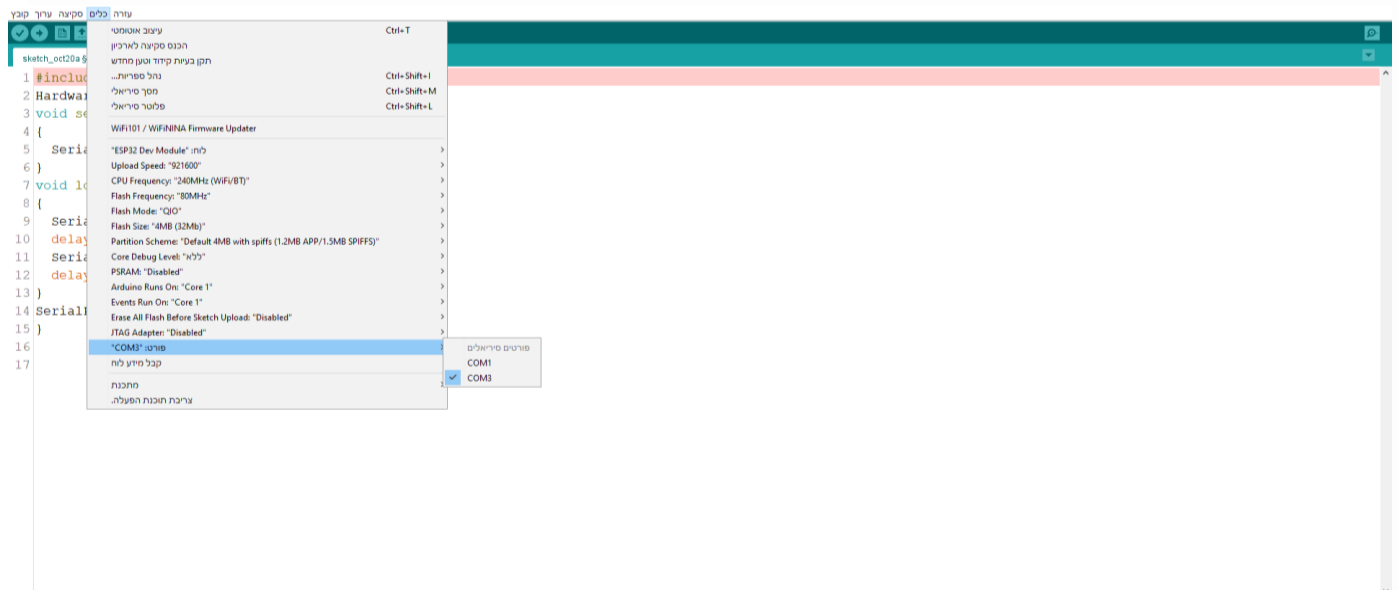 קובץ ערוך סקיצה כלים עזרה
sketch_oct20a §
עיצוב אוטומטי Ctrl+T
הכנס סקיצה לארכיון
תקן בעיות קידוד וטען מחדש
נהל ספריות... Ctrl+Shift+I
מסך סיריאלי Ctrl+Shift+M
פלוטר סיריאלי Ctrl+Shift+L
WiFi101 / WiFiNINA Firmware Updater
לוח: "ESP32 Dev Module"
Upload Speed: "921600"
CPU Frequency: "240MHz (WiFi/BT)"
Flash Frequency: "80MHz"
Flash Mode: "QIO"
Flash Size: "4MB (32Mb)"
Partition Scheme: "Default 4MB with spiffs (1.2MB APP/1.5MB SPIFFS)"
Core Debug Level: "ללא"
PSRAM: "Disabled"
Arduino Runs On: "Core 1"
Events Run On: "Core 1"
Erase All Flash Before Sketch Upload: "Disabled"
JTAG Adapter: "Disabled"
פורט: "COM3"
קבל מידע לוח
מתכנת
צריבת תוכנת הפעלה.
פורטים סיריאלים
COM1
COM3
1 #includ
2 Hardwar
3 void se
4 {
5 Seria
6 }
7 void lo
8 {
9 Seria
10 delay
11 Seria
12 delay
13 }
14 Serial
15 }
16
17